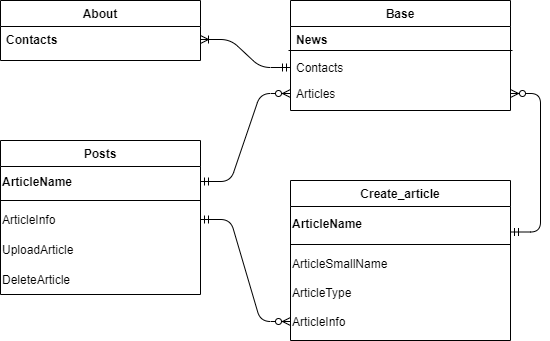 About
Contacts
Base
News
Contacts
Articles
Posts
ArticleName
ArticleInfo
UploadArticle
DeleteArticle
Create_article
ArticleName
ArticleSmallName
ArticleType
ArticleInfo